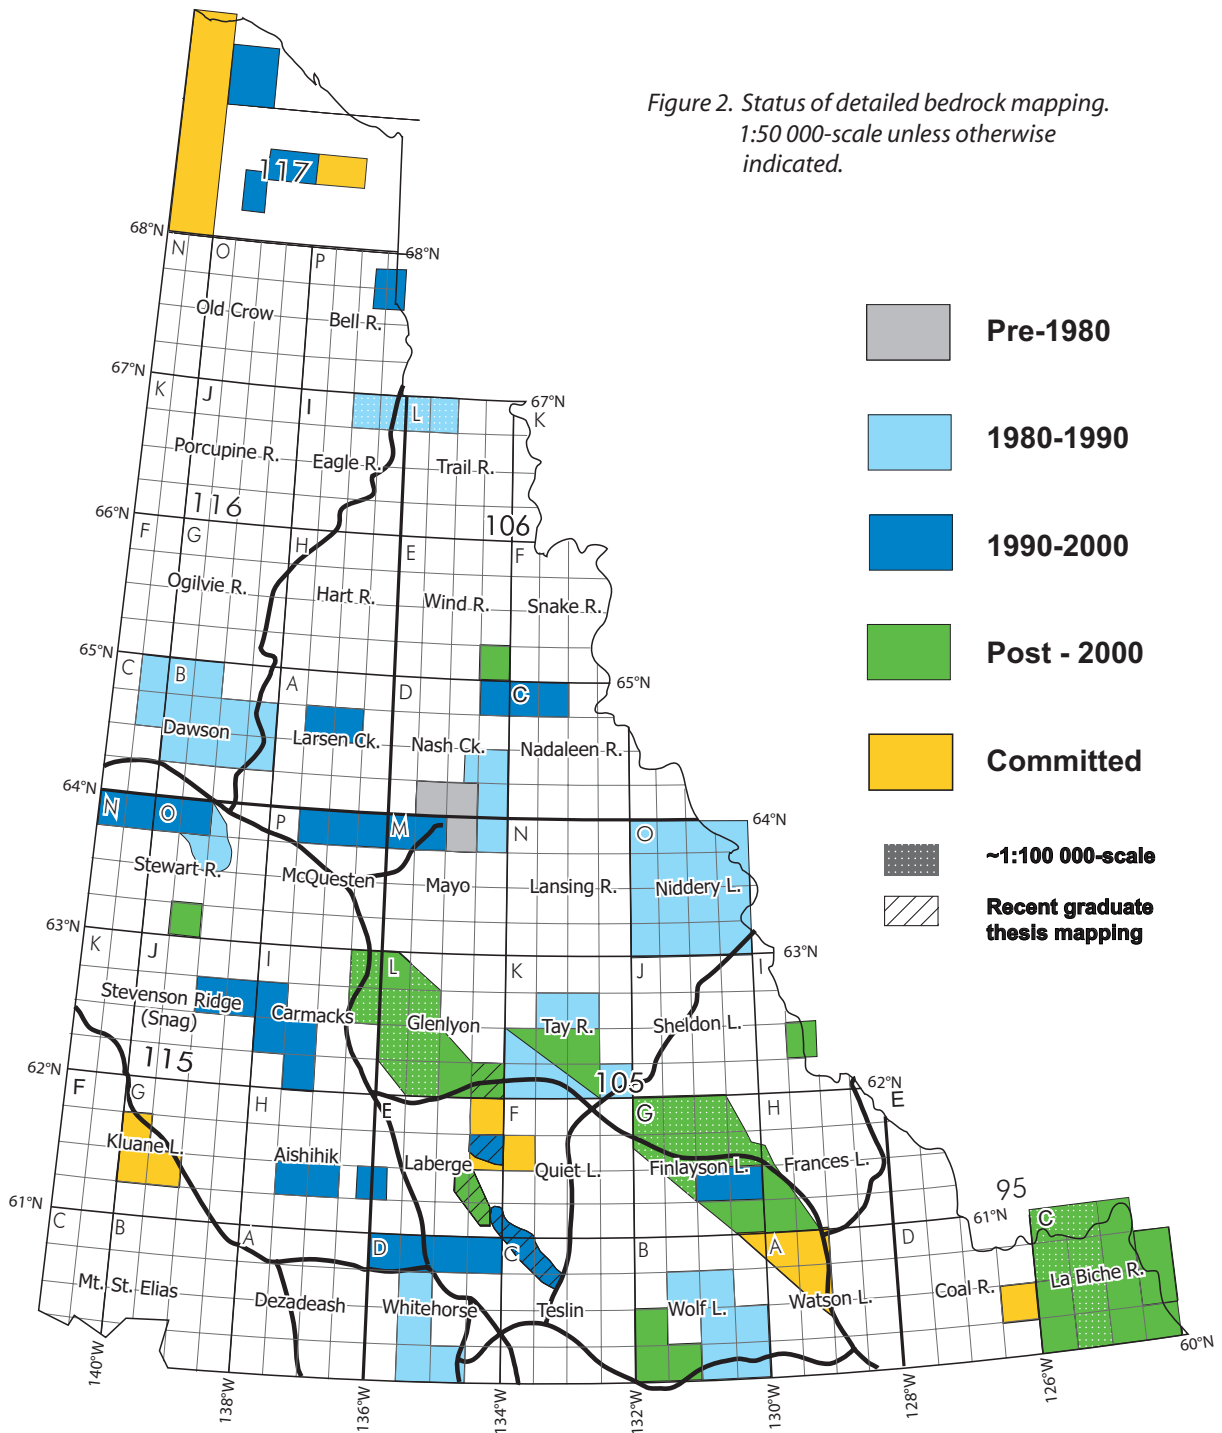 Figure 2. Status of detailed bedrock mapping.
1:50 000-scale unless otherwise
indicated.
117
68°N
68°N
N
O
P
Old Crow
Bell R.
67°N
67°N
K
J
I
L
K
Porcupine R.
Eagle R.
Trail R.
116
106
66°N
F
G
H
E
F
Ogilvie R.
Hart R.
Wind R.
Snake R.
65°N
65°N
C
B
A
D
C
Dawson
Larsen Ck.
Nash Ck.
Nadaleen R.
64°N
64°N
N
O
P
M
N
O
Stewart R.
McQuesten
Mayo
Lansing R.
Niddery L.
63°N
63°N
K
J
I
L
K
J
I
Stevenson Ridge
(Snag)
Carmacks
Glenlyon
Tay R.
Sheldon L.
115
105
62°N
62°N
F
G
H
E
F
G
H
E
Kluane L.
Aishihik
Laberge
Quiet L.
Finlayson L.
Frances L.
95
61°N
61°N
C
B
A
D
C
B
A
D
C
Mt. St. Elias
Dezadeash
Whitehorse
Teslin
Wolf L.
Watson L.
Coal R.
La Biche R.
60°N
140°W
138°W
136°W
134°W
132°W
130°W
128°W
126°W
Pre-1980
1980-1990
1990-2000
Post - 2000
Committed
~1:100 000-scale
Recent graduate
thesis mapping